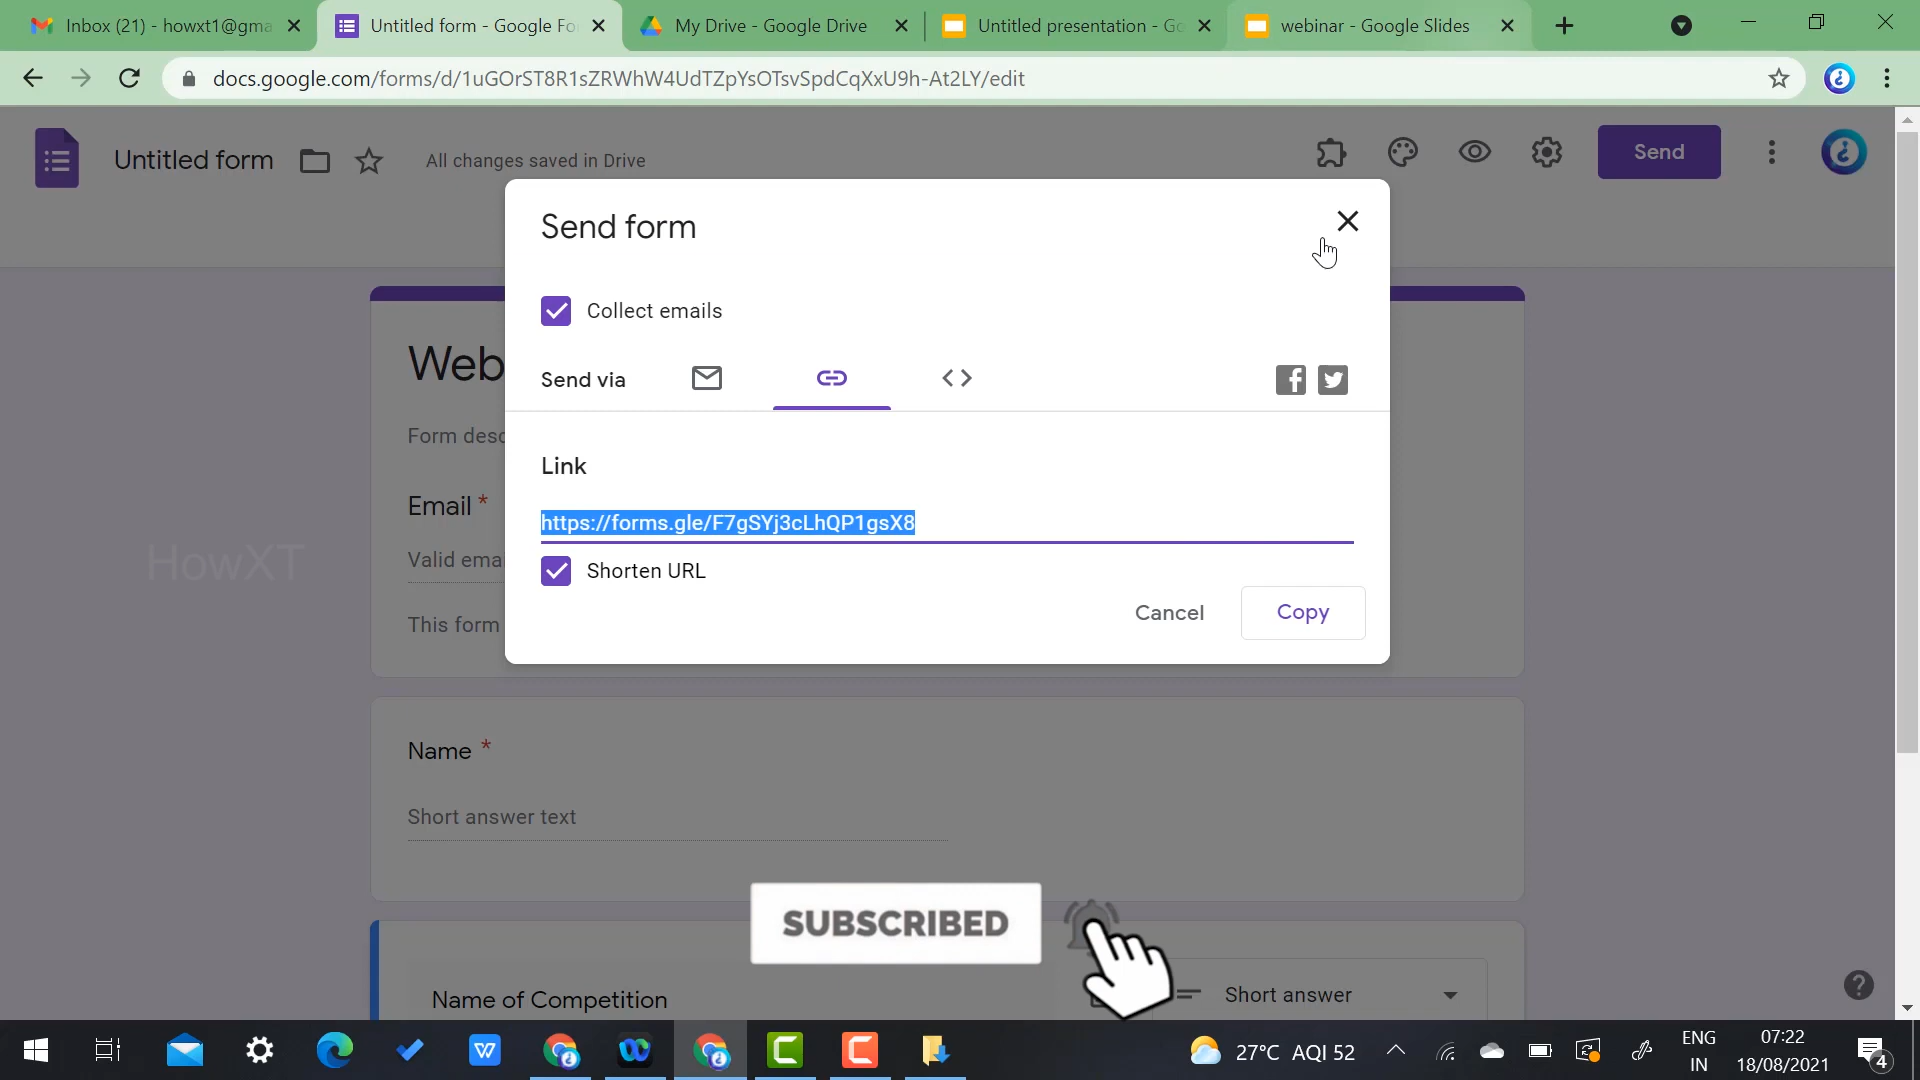 Inbox (21) - howxt1@gma
Untitled form - Google Fo
My Drive - Google Drive
Untitled presentation - Go
webinar - Google Slides
docs.google.com/forms/d/1uGOrST8R1sZRWhW4UdTZpYsOTsvSpdCqXxU9h-At2LY/edit
Untitled form
All changes saved in Drive
Send
Send form
Collect emails
Web
Send via
Form desc
Link
Email *
https://forms.gle/F7gSYj3cLhQP1gsX8
HowXT
Valid emai
Shorten URL
This form
Cancel
Copy
Name *
Short answer text
SUBSCRIBED
Name of Competition
Short answer
27°C AQI 52
ENG
IN
07:22
18/08/2021
4